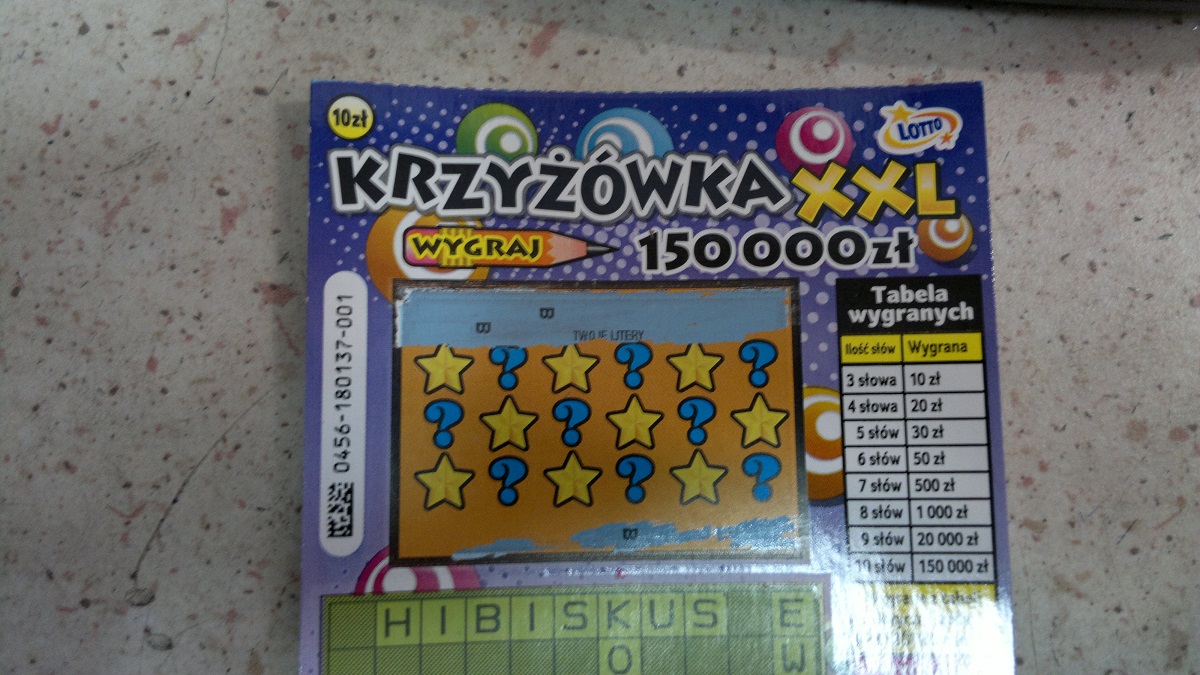 10zł
LOTTO
KRZYŻÓWKA XXL
WYGRAJ 150 000zł
0456-180137-001
B
B
TWOJE LITERY
B
Tabela
wygranych
Ilość słów Wygrana
3 słowa 10 zł
4 słowa 20 zł
5 słów 30 zł
6 słów 50 zł
7 słów 500 zł
8 słów 1 000 zł
9 słów 20 000 zł
10 słów 150 000 zł
HIBISKUS E
O W